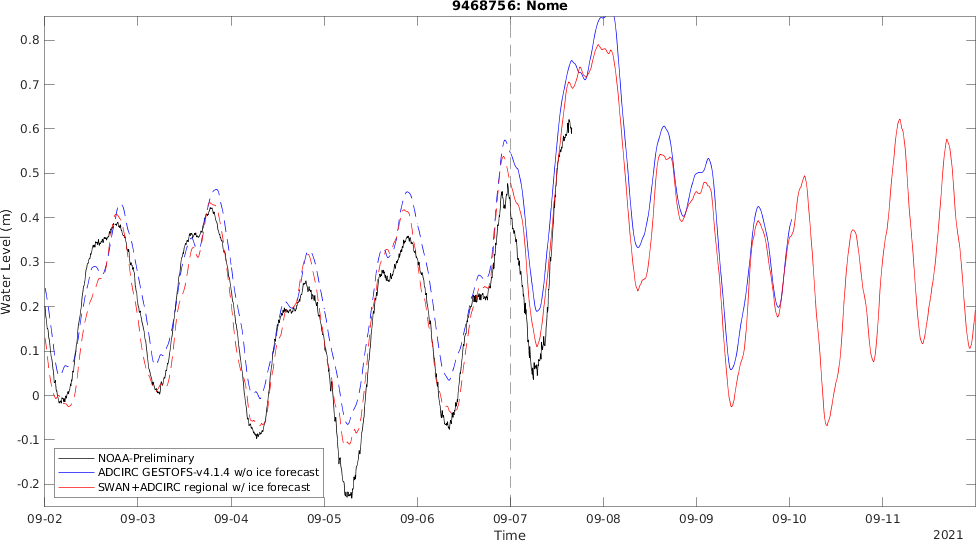 9468756: Nome
0.8
0.7
0.6
0.5
0.4
0.3
0.2
0.1
0
-0.1
-0.2
Water Level (m)
NOAA-Preliminary
ADCIRC GESTOFS-v4.1.4 w/o ice forecast
SWAN+ADCIRC regional w/ ice forecast
09-02 09-03 09-04 09-05 09-06 09-07 09-08 09-09 09-10 09-11
Time
2021